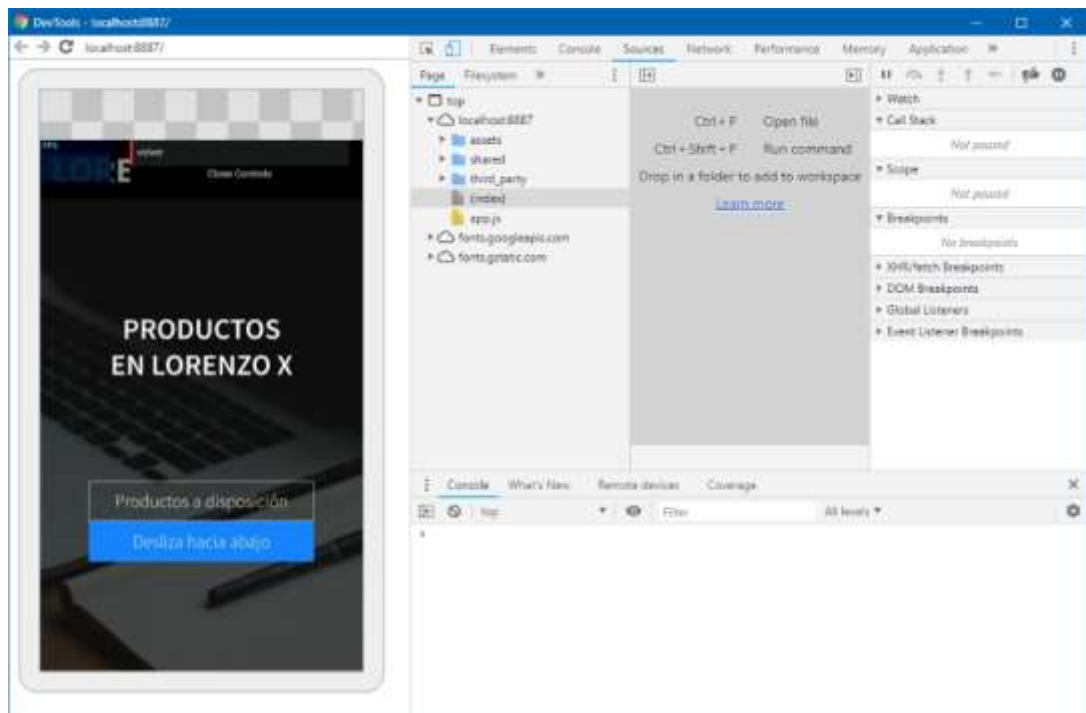 DevTools - localhost:8887/
localhost:8887/
Elements Console Sources Network Performance Memory Application
Page Filesystem
top
localhost:8887
assets
shared
third_party
(index)
app.js
fonts.googleapis.com
fonts.gstatic.com
Ctrl + P Open file
Ctrl + Shift + P Run command
Drop in a folder to add to workspace
Learn more
Watch
Call Stack
Not paused
Scope
Not paused
Breakpoints
No breakpoints
XHR/fetch Breakpoints
DOM Breakpoints
Global Listeners
Event Listener Breakpoints
LORE
Close Controls
PRODUCTOS
EN LORENZO X
Productos a disposición
Desliza hacia abajo
Console What's New Remote devices Coverage
top Filter All levels